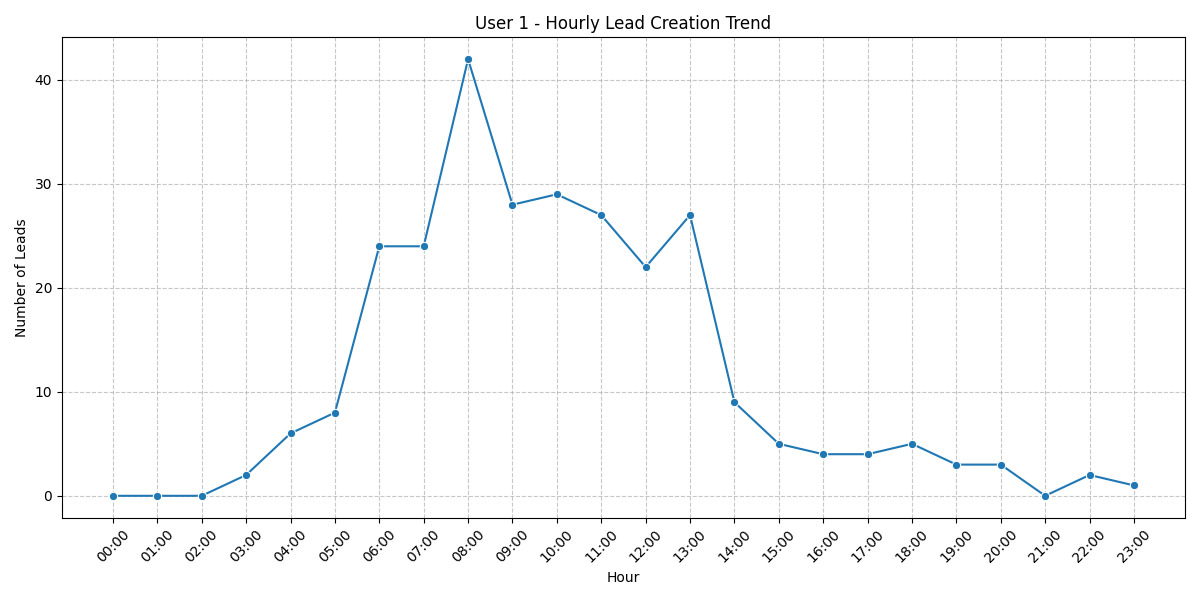 User 1 - Hourly Lead Creation Trend
Number of Leads
40
30
20
10
0
00:00 01:00 02:00 03:00 04:00 05:00 06:00 07:00 08:00 09:00 10:00 11:00 12:00 13:00 14:00 15:00 16:00 17:00 18:00 19:00 20:00 21:00 22:00 23:00
Hour